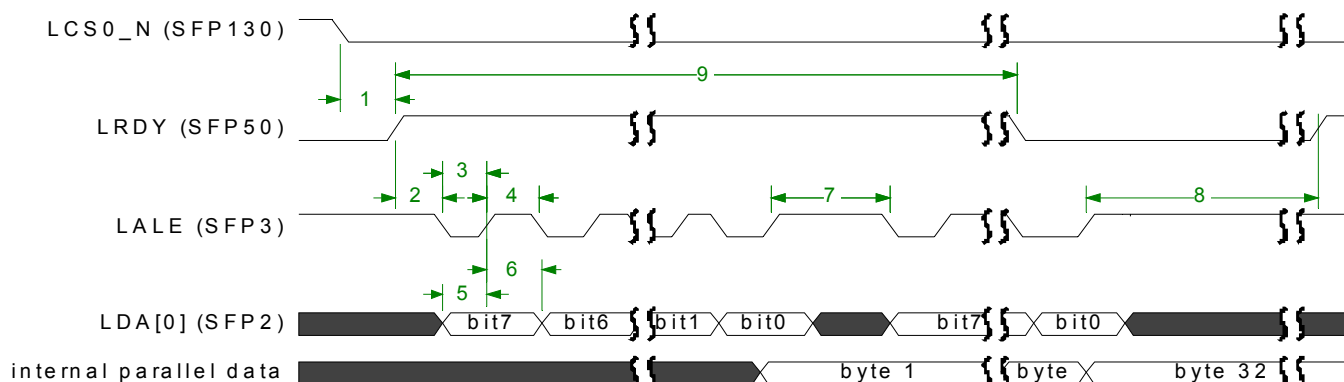 LCS0_N (SFP130)
9
1
LRDY (SFP50)
3
2 4 7 8
LALE (SFP3)
6
5
LDA[0] (SFP2) bit7 bit6 bit1 bit0 bit7 bit0
internal parallel data byte 1 byte byte 32